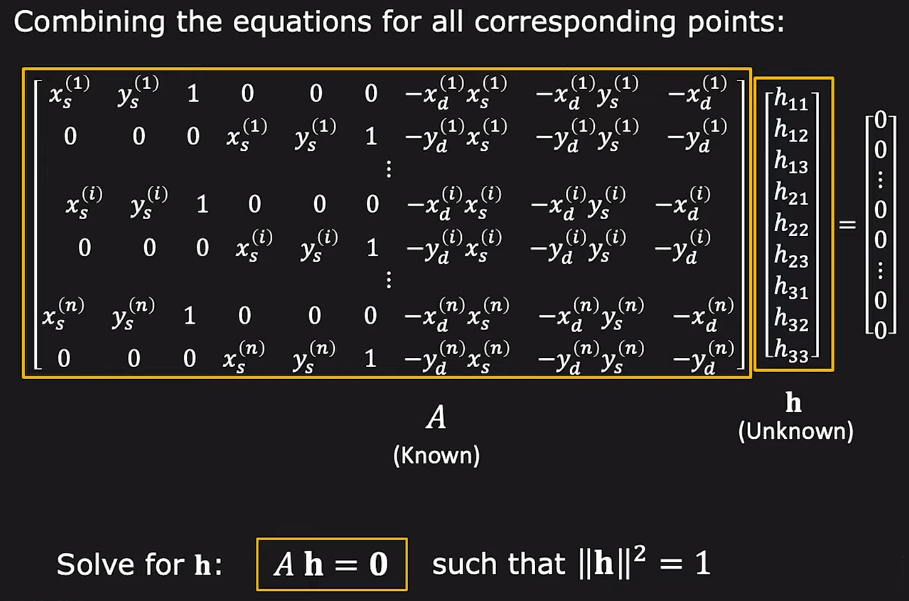 Combining the equations for all corresponding points:
[x_s^(1) y_s^(1) 1 0 0 0 −x_d^(1)x_s^(1) −x_d^(1)y_s^(1) −x_d^(1)
0 0 0 x_s^(1) y_s^(1) 1 −y_d^(1)x_s^(1) −y_d^(1)y_s^(1) −y_d^(1)
⋮
x_s^(i) y_s^(i) 1 0 0 0 −x_d^(i)x_s^(i) −x_d^(i)y_s^(i) −x_d^(i)
0 0 0 x_s^(i) y_s^(i) 1 −y_d^(i)x_s^(i) −y_d^(i)y_s^(i) −y_d^(i)
⋮
x_s^(n) y_s^(n) 1 0 0 0 −x_d^(n)x_s^(n) −x_d^(n)y_s^(n) −x_d^(n)
0 0 0 x_s^(n) y_s^(n) 1 −y_d^(n)x_s^(n) −y_d^(n)y_s^(n) −y_d^(n)]
[h11
h12
h13
h21
h22
h23
h31
h32
h33]
=
[0
0
⋮
0
0
⋮
0
0]
A
(Known)
h
(Unknown)
Solve for h: A h = 0 such that ‖h‖² = 1